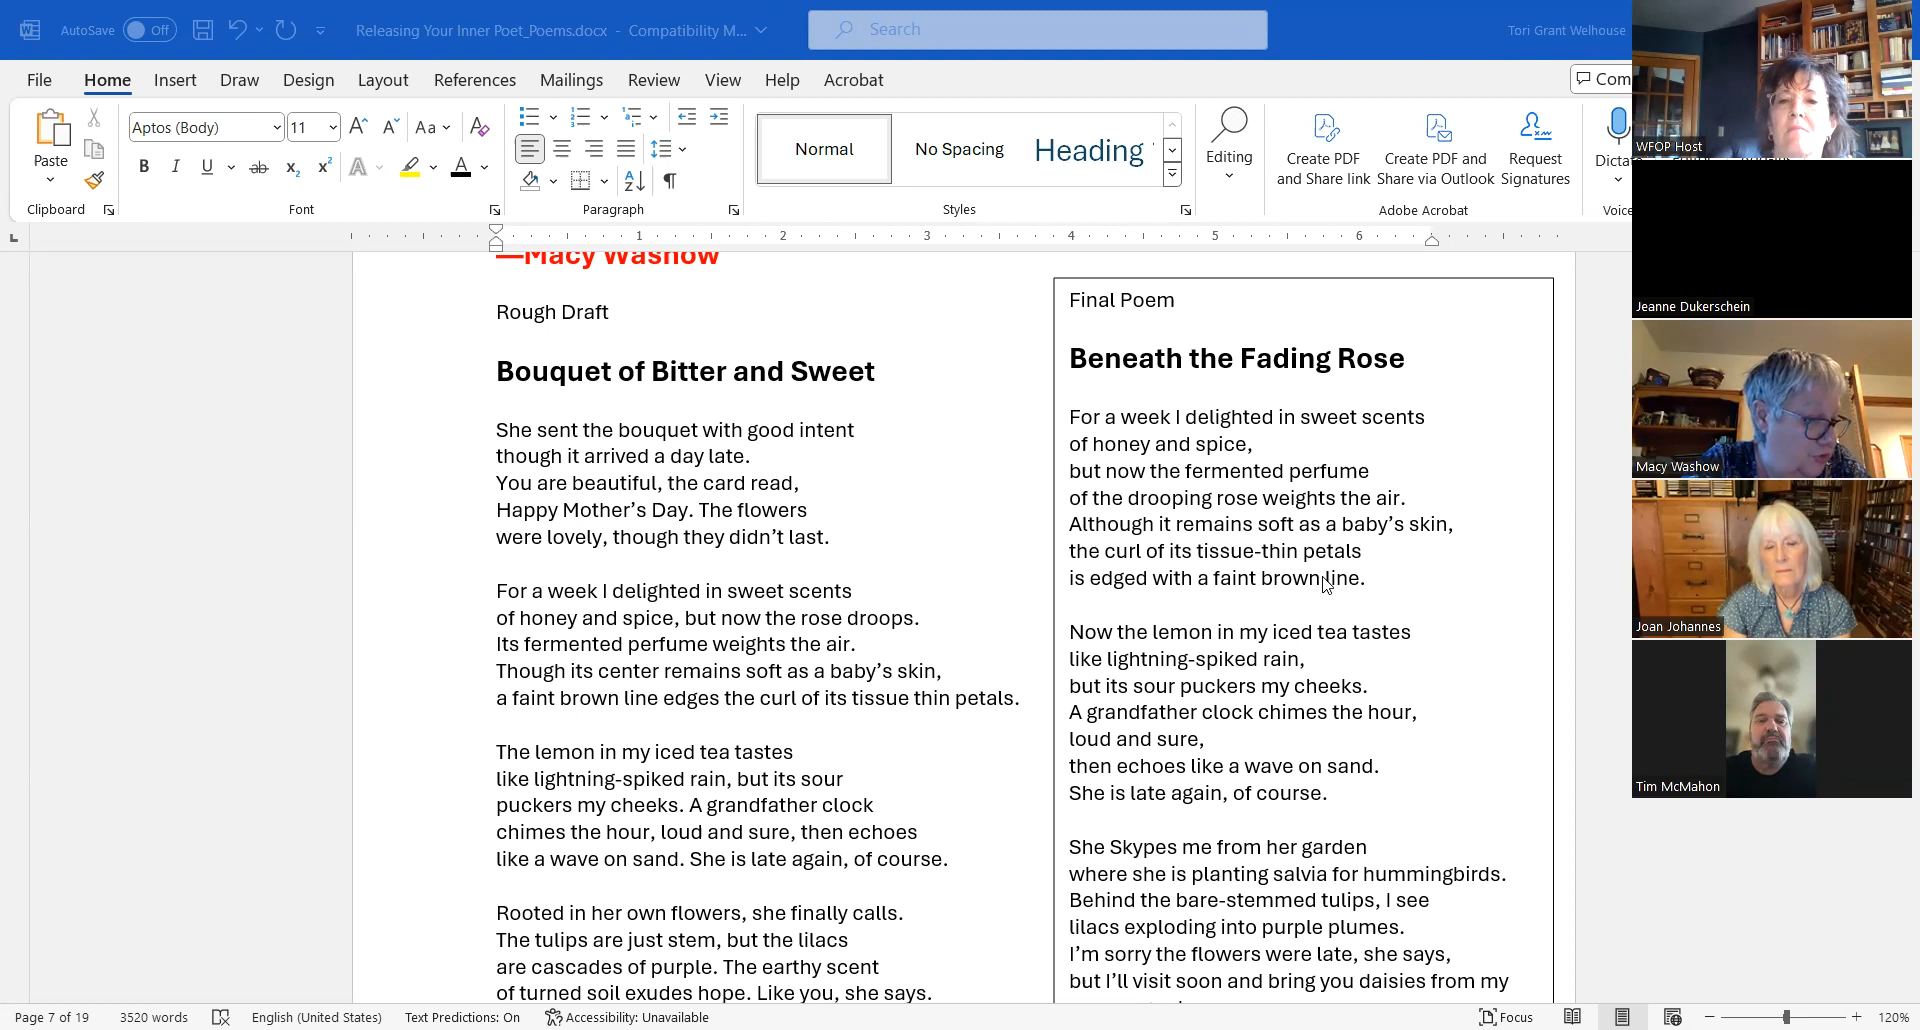 AutoSave Off Releasing Your Inner Poet_Poems.docx - Compatibility M... Search Tori Grant Welhouse
File Home Insert Draw Design Layout References Mailings Review View Help Acrobat Com
Paste
Aptos (Body) 11
Normal No Spacing Heading
Editing
Create PDF and Share link
Create PDF and Share via Outlook
Request Signatures
Dictat
Clipboard Font Paragraph Styles Adobe Acrobat Voice
1 2 3 4 5 6
—Macy Washow
Rough Draft
Bouquet of Bitter and Sweet
She sent the bouquet with good intent
though it arrived a day late.
You are beautiful, the card read,
Happy Mother’s Day. The flowers
were lovely, though they didn’t last.
For a week I delighted in sweet scents
of honey and spice, but now the rose droops.
Its fermented perfume weights the air.
Though its center remains soft as a baby’s skin,
a faint brown line edges the curl of its tissue thin petals.
The lemon in my iced tea tastes
like lightning-spiked rain, but its sour
puckers my cheeks. A grandfather clock
chimes the hour, loud and sure, then echoes
like a wave on sand. She is late again, of course.
Rooted in her own flowers, she finally calls.
The tulips are just stem, but the lilacs
are cascades of purple. The earthy scent
of turned soil exudes hope. Like you, she says.
Final Poem
Beneath the Fading Rose
For a week I delighted in sweet scents
of honey and spice,
but now the fermented perfume
of the drooping rose weights the air.
Although it remains soft as a baby’s skin,
the curl of its tissue-thin petals
is edged with a faint brown line.
Now the lemon in my iced tea tastes
like lightning-spiked rain,
but its sour puckers my cheeks.
A grandfather clock chimes the hour,
loud and sure,
then echoes like a wave on sand.
She is late again, of course.
She Skypes me from her garden
where she is planting salvia for hummingbirds.
Behind the bare-stemmed tulips, I see
lilacs exploding into purple plumes.
I’m sorry the flowers were late, she says,
but I’ll visit soon and bring you daisies from my
WFOP Host
Jeanne Dukerschein
Macy Washow
Joan Johannes
Tim McMahon
Page 7 of 19 3520 words English (United States) Text Predictions: On Accessibility: Unavailable Focus 120%